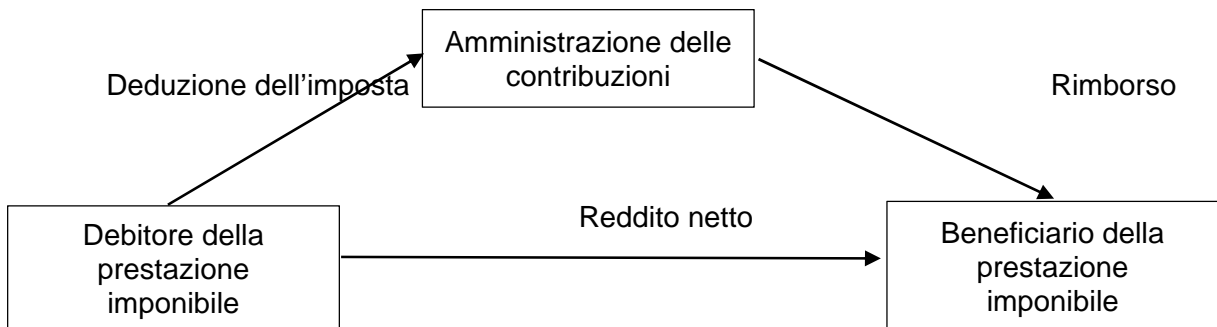 Amministrazione delle
contribuzioni
Deduzione dell’imposta
Rimborso
Reddito netto
Debitore della
prestazione
imponibile
Beneficiario della
prestazione
imponibile